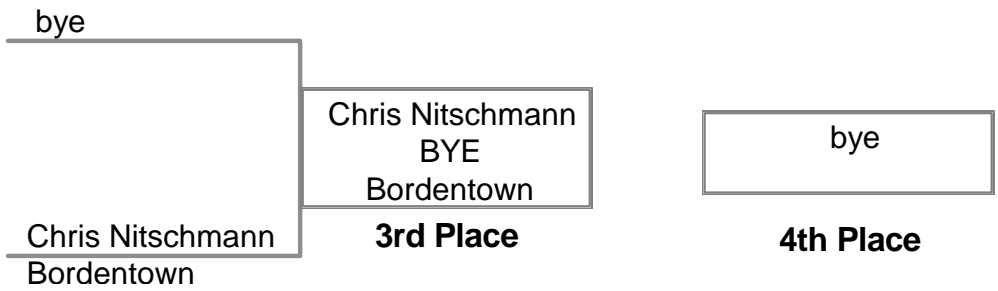 bye
Chris Nitschmann
BYE
Bordentown
3rd Place
bye
4th Place
Chris Nitschmann
Bordentown